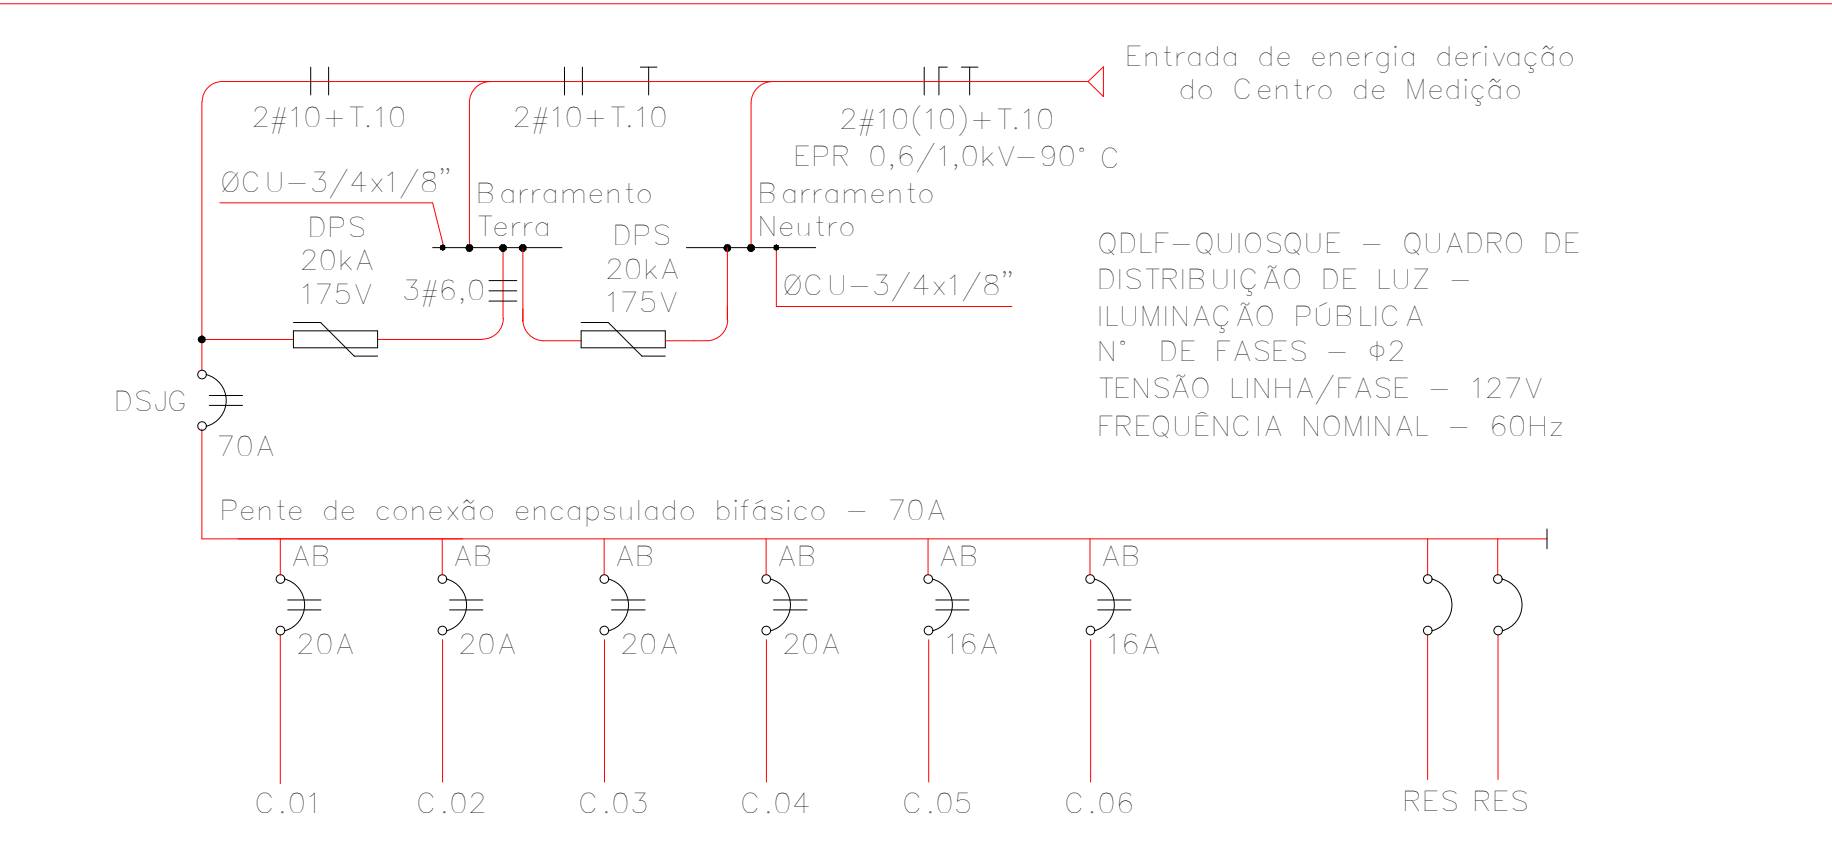 Entrada de energia derivação
do Centro de Medição
2#10+T.10
2#10+T.10
2#10(10)+T.10
EPR 0,6/1,0kV-90° C
ØCU-3/4x1/8"
Barramento
Terra
Barramento
Neutro
DPS
20kA
175V
3#6,0
DPS
20kA
175V
ØCU-3/4x1/8"
QDLF-QUIOSQUE - QUADRO DE
DISTRIBUIÇÃO DE LUZ -
ILUMINAÇÃO PÚBLICA
N° DE FASES - Φ2
TENSÃO LINHA/FASE - 127V
FREQUÊNCIA NOMINAL - 60Hz
DSJG
70A
Pente de conexão encapsulado bifásico - 70A
AB AB AB AB AB AB
20A 20A 20A 20A 16A 16A
C.01 C.02 C.03 C.04 C.05 C.06 RES RES